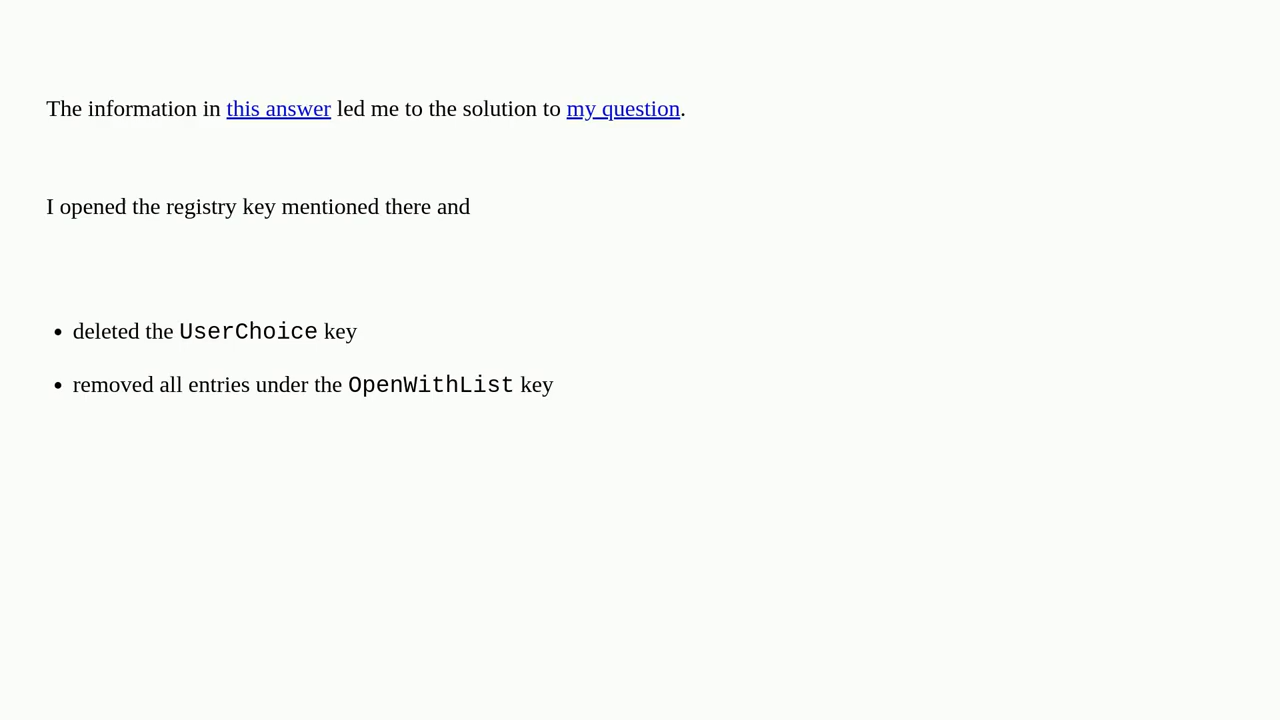 The information in this answer led me to the solution to my question.
I opened the registry key mentioned there and
• deleted the UserChoice key
• removed all entries under the OpenWithList key